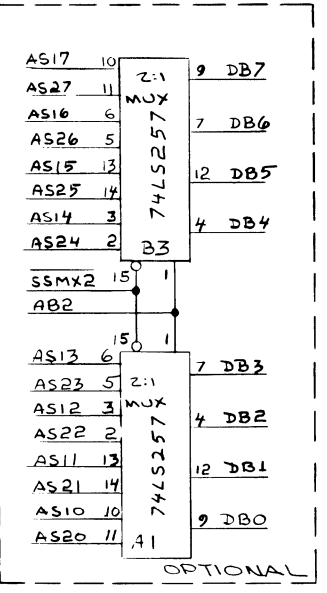 AS17 10 2:1 9 DB7
AS27 11 MUX
AS16 6 7 DB6
AS26 5 74LS257
AS15 13 12 DB5
AS25 14
AS14 3 4 DB4
AS24 2 B3
SSMX2 15 1
AB2
15 1
AS13 6 7 DB3
AS23 5 2:1
AS12 3 MUX 4 DB2
AS22 2 74LS257
AS11 13 12 DB1
AS21 14
AS10 10 9 DB0
AS20 11 A1
OPTIONAL